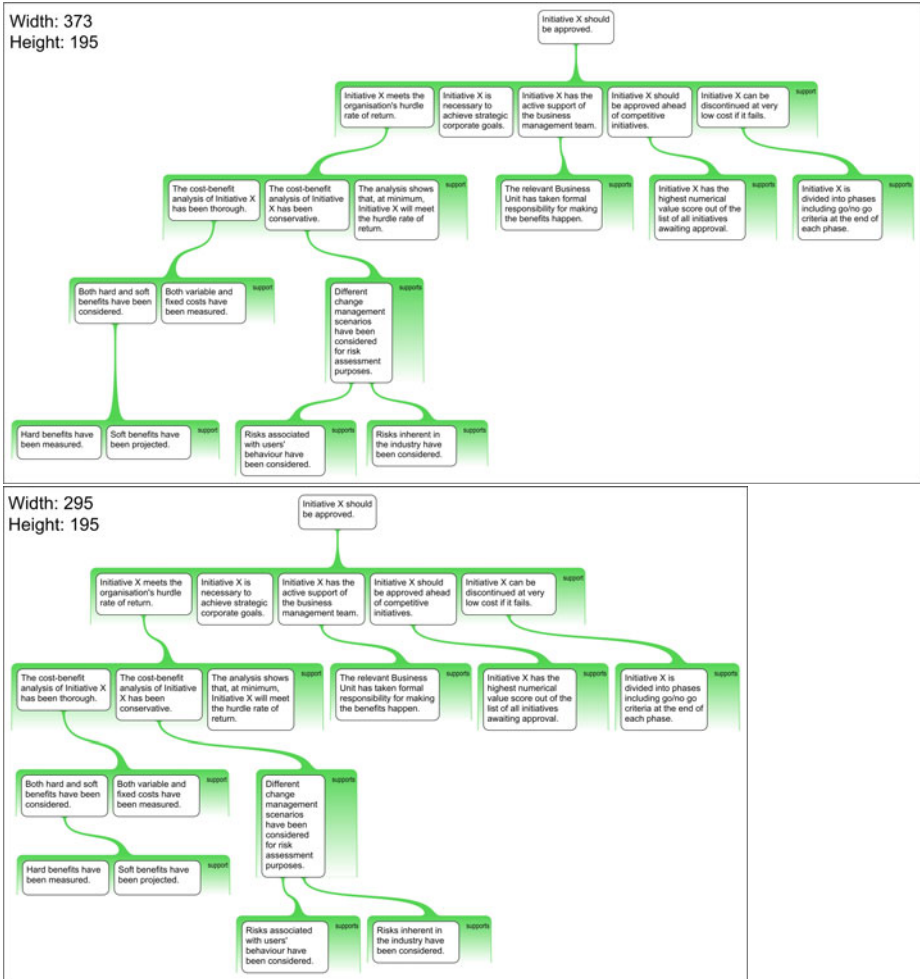 Width: 373
Height: 195
Initiative X should
be approved.
Initiative X meets the
organisation's hurdle
rate of return.
Initiative X is
necessary to
achieve strategic
corporate goals.
Initiative X has the
active support of
the business
management team.
Initiative X should
be approved ahead
of competitive
initiatives.
Initiative X can be
discontinued at very
low cost if it fails.
support
The cost-benefit
analysis of Initiative X
has been thorough.
The cost-benefit
analysis of Initiative
X has been
conservative.
The analysis shows
that, at minimum,
Initiative X will meet
the hurdle rate of
return.
support
The relevant Business
Unit has taken formal
responsibility for making
the benefits happen.
supports
Initiative X has the
highest numerical
value score out of the
list of all initiatives
awaiting approval.
supports
Initiative X is
divided into phases
including go/no go
criteria at the end of
each phase.
supports
Both hard and soft
benefits have been
considered.
Both variable and
fixed costs have
been measured.
support
Different
change
management
scenarios
have been
considered
for risk
assessment
purposes.
supports
Hard benefits have
been measured.
Soft benefits have
been projected.
support
Risks associated
with users'
behaviour have
been considered.
supports
Risks inherent in
the industry have
been considered.
supports
Width: 295
Height: 195
Initiative X should
be approved.
Initiative X meets the
organisation's hurdle
rate of return.
Initiative X is
necessary to
achieve strategic
corporate goals.
Initiative X has the
active support of
the business
management team.
Initiative X should
be approved ahead
of competitive
initiatives.
Initiative X can be
discontinued at very
low cost if it fails.
support
The cost-benefit
analysis of Initiative X
has been thorough.
The cost-benefit
analysis of Initiative
X has been
conservative.
The analysis shows
that, at minimum,
Initiative X will meet
the hurdle rate of
return.
support
The relevant Business
Unit has taken formal
responsibility for making
the benefits happen.
supports
Initiative X has the
highest numerical
value score out of the
list of all initiatives
awaiting approval.
supports
Initiative X is
divided into phases
including go/no go
criteria at the end of
each phase.
supports
Both hard and soft
benefits have been
considered.
Both variable and
fixed costs have
been measured.
support
Different
change
management
scenarios
have been
considered
for risk
assessment
purposes.
supports
Hard benefits have
been measured.
Soft benefits have
been projected.
support
Risks associated
with users'
behaviour have
been considered.
supports
Risks inherent in
the industry have
been considered.
supports